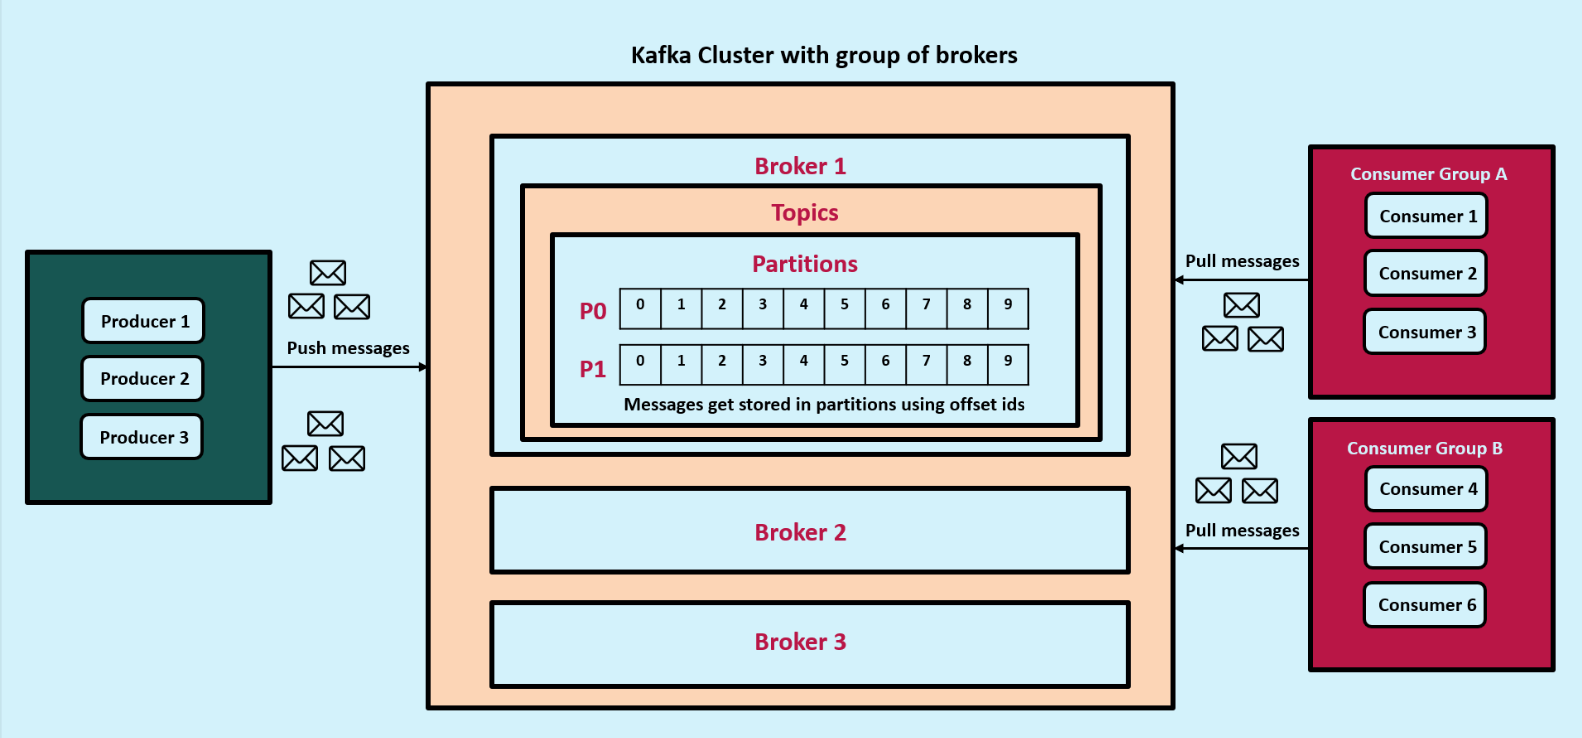 Kafka Cluster with group of brokers
Producer 1
Producer 2
Producer 3
Push messages
Broker 1
Topics
Partitions
P0 0 1 2 3 4 5 6 7 8 9
P1 0 1 2 3 4 5 6 7 8 9
Messages get stored in partitions using offset ids
Broker 2
Broker 3
Pull messages
Consumer Group A
Consumer 1
Consumer 2
Consumer 3
Pull messages
Consumer Group B
Consumer 4
Consumer 5
Consumer 6